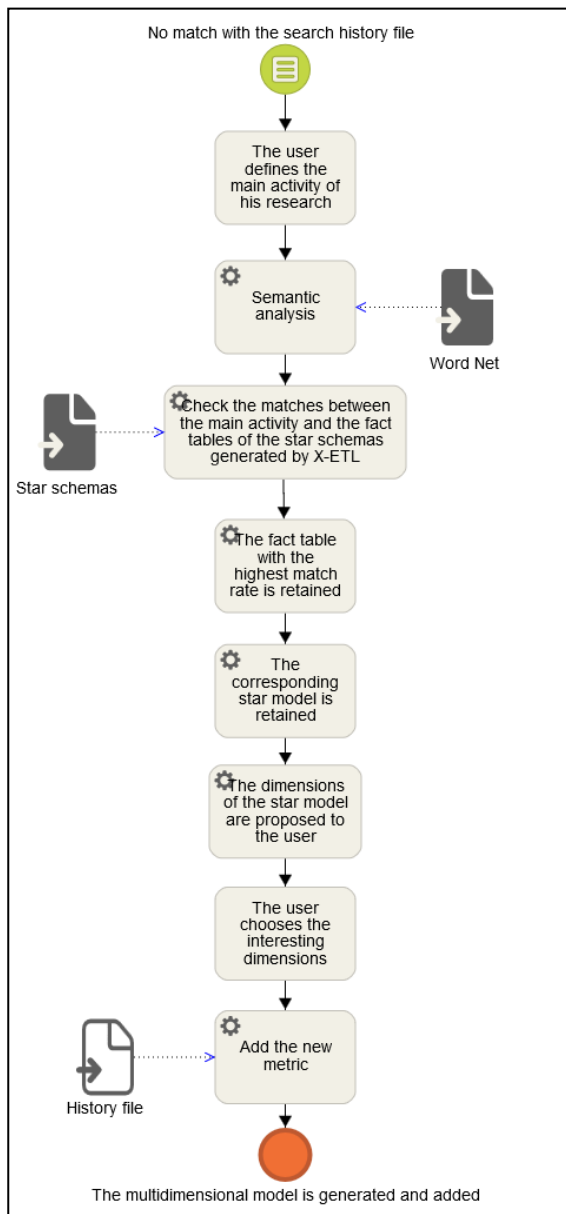 No match with the search history file
The user
defines the
main activity of
his research
Semantic
analysis
Word Net
Check the matches between
the main activity and the fact
tables of the star schemas
generated by X-ETL
Star schemas
The fact table
with the
highest match
rate is retained
The
corresponding
star model is
retained
The dimensions
of the star model
are proposed to
the user
The user
chooses the
interesting
dimensions
Add the new
metric
History file
The multidimensional model is generated and added